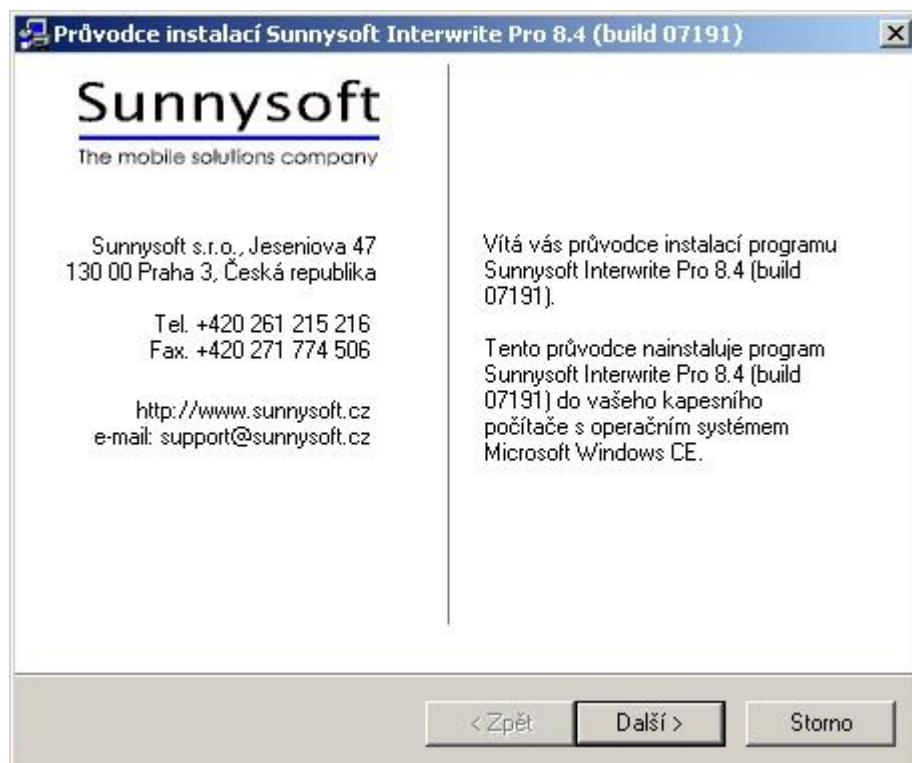 Průvodce instalací Sunnysoft Interwrite Pro 8.4 (build 07191)
Sunnysoft
The mobile solutions company
Sunnysoft s.r.o., Jeseniova 47
130 00 Praha 3, Česká republika
Tel. +420 261 215 216
Fax. +420 271 774 506
http://www.sunnysoft.cz
e-mail: support@sunnysoft.cz
Vítá vás průvodce instalací programu
Sunnysoft Interwrite Pro 8.4 (build
07191).
Tento průvodce nainstaluje program
Sunnysoft Interwrite Pro 8.4 (build
07191) do vašeho kapesního
počítače s operačním systémem
Microsoft Windows CE.
< Zpět
Další >
Storno